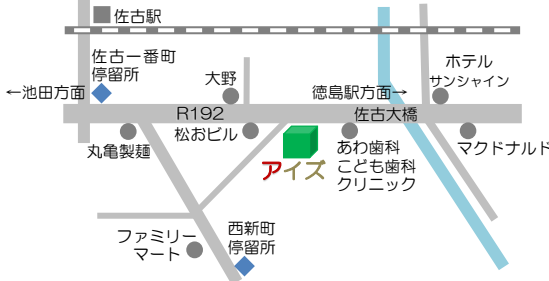 佐古駅
佐古一番町
停留所
←池田方面
大野
徳島駅方面→
ホテル
サンシャイン
R192
佐古大橋
丸亀製麺
松おビル
アイズ
あわ歯科
こども歯科
クリニック
マクドナルド
ファミリー
マート
西新町
停留所